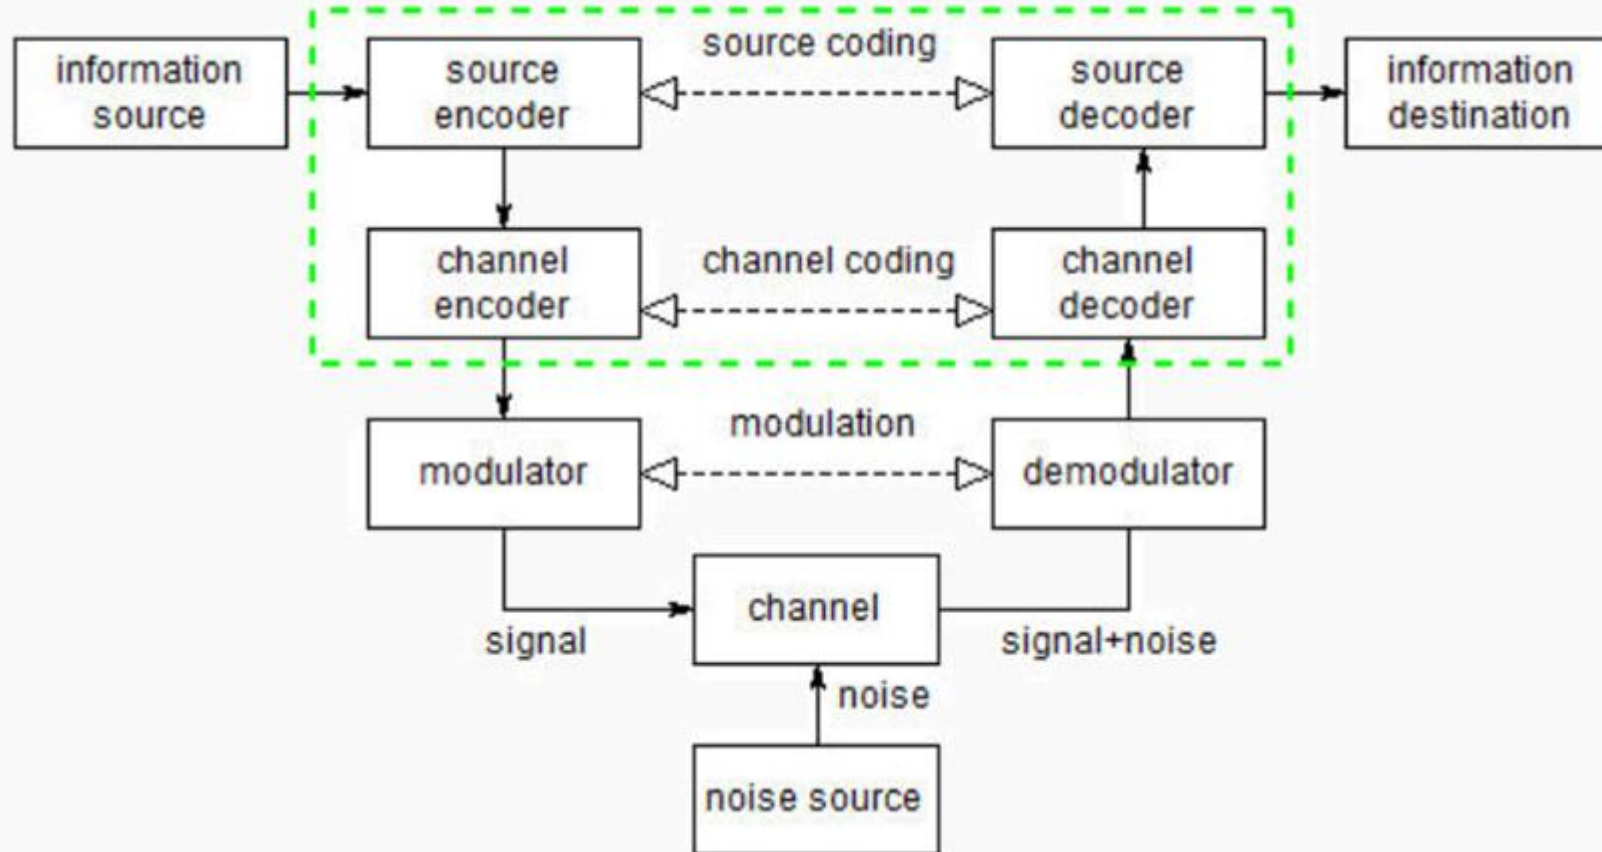 information
source
source
encoder
source coding
source
decoder
information
destination
channel
encoder
channel coding
channel
decoder
modulator
modulation
demodulator
channel
signal
signal+noise
noise
noise source